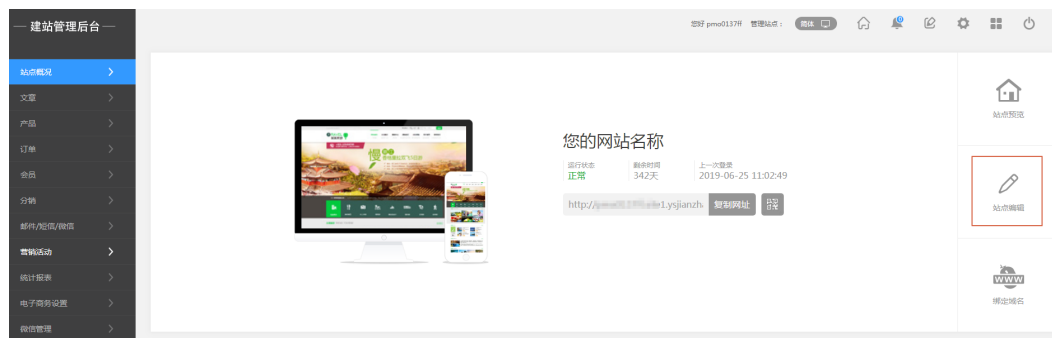 — 建站管理后台 —
您好 pmo0137ff 管理站点： 简体
站点概况
文章
产品
订单
会员
分销
邮件/短信/微信
营销活动
统计报表
电子商务设置
微信管理
您的网站名称
运行状态 剩余时间 上一次登录
正常 342天 2019-06-25 11:02:49
http:// 1.ysjianzh 复制网址
站点预览
站点编辑
WWW
绑定域名